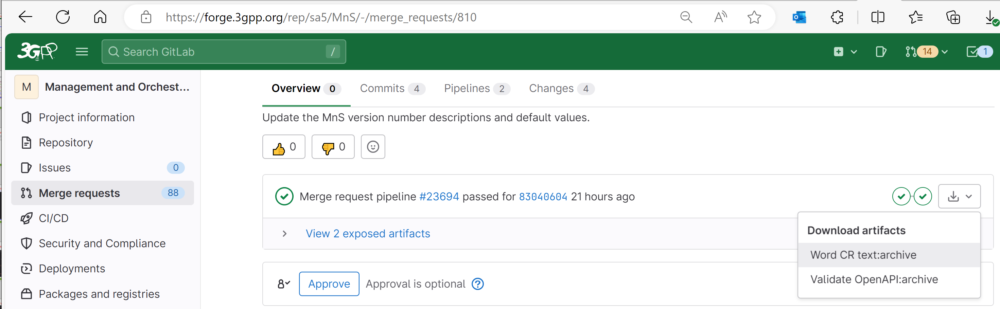 https://forge.3gpp.org/rep/sa5/MnS/-/merge_requests/810
3GPP
Search GitLab
/
14
1
M
Management and Orchest...
Project information
Repository
Issues
0
Merge requests
88
CI/CD
Security and Compliance
Deployments
Packages and registries
Overview 0
Commits 4
Pipelines 2
Changes 4
Update the MnS version number descriptions and default values.
👍 0
👎 0
Merge request pipeline #23694 passed for 83040604 21 hours ago
View 2 exposed artifacts
Download artifacts
Word CR text:archive
Validate OpenAPI:archive
Approve
Approval is optional